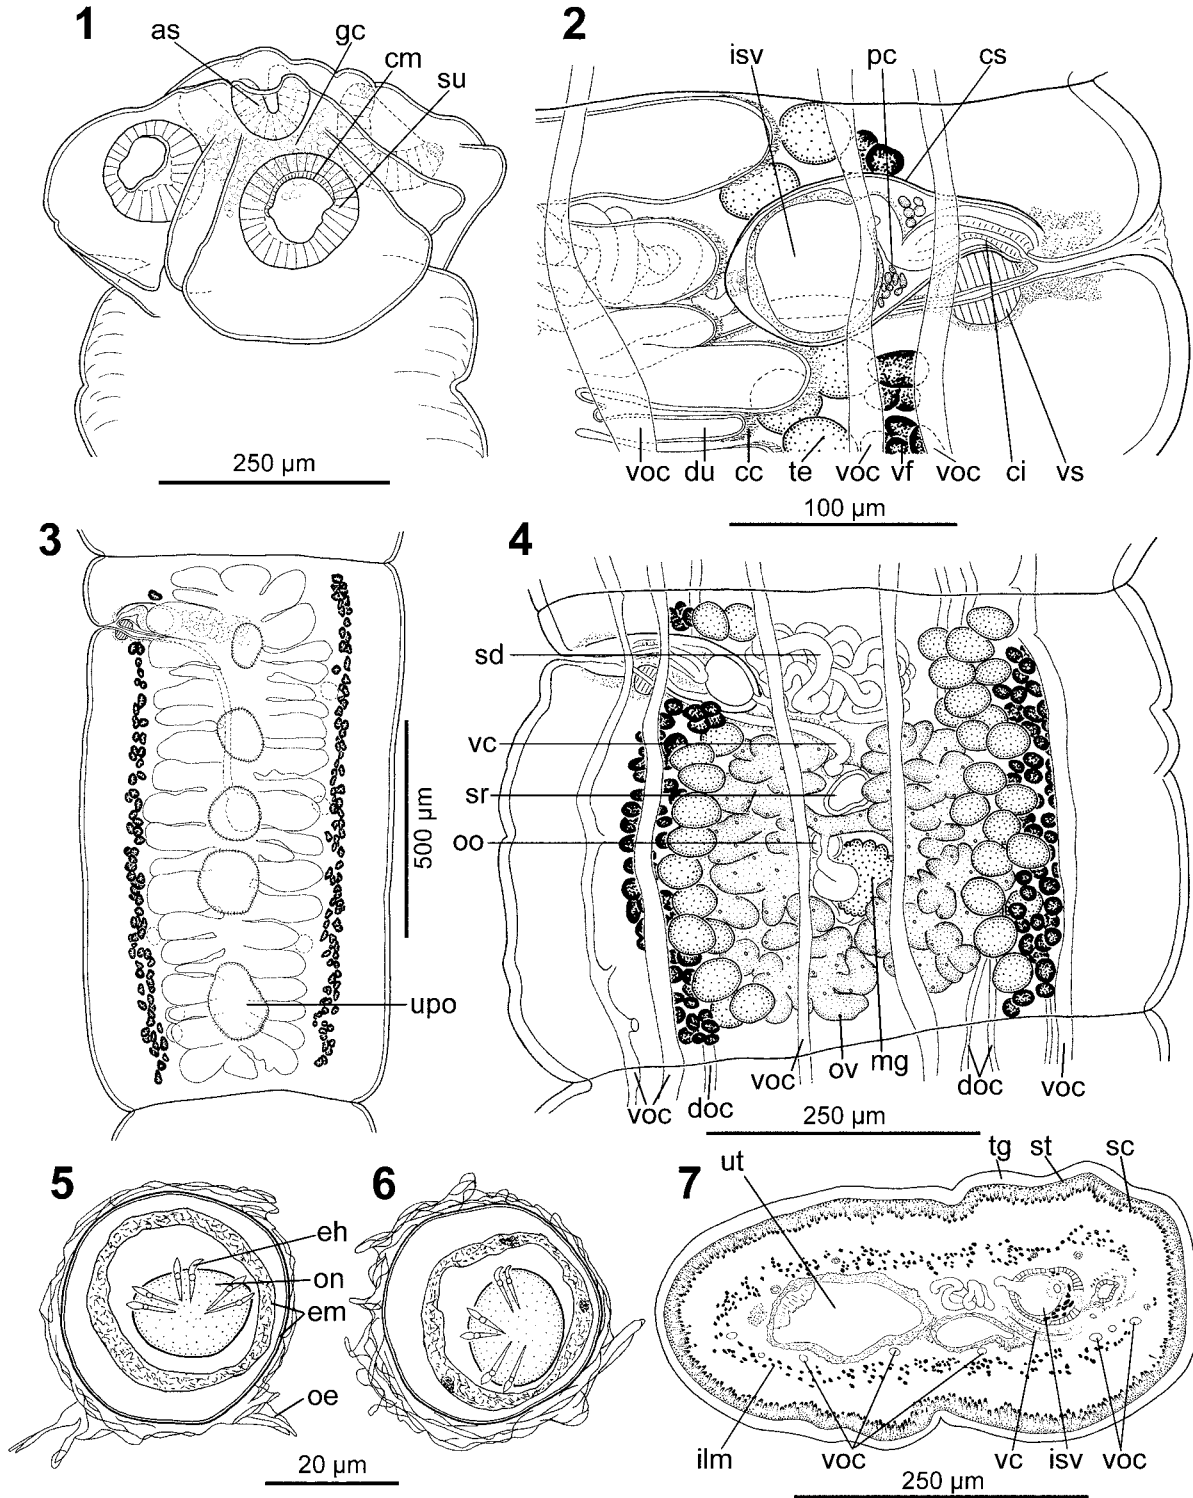 1
as
gc
cm
su
250 µm
2
isv
pc
cs
voc du cc te voc vf voc ci vs
100 µm
3
500 µm
upo
4
sd
vc
sr
oo
voc
doc
voc
ov
mg
doc
voc
250 µm
5
6
eh
on
em
oe
20 µm
7
ut
tg
st
sc
ilm
voc
vc
isv
voc
250 µm